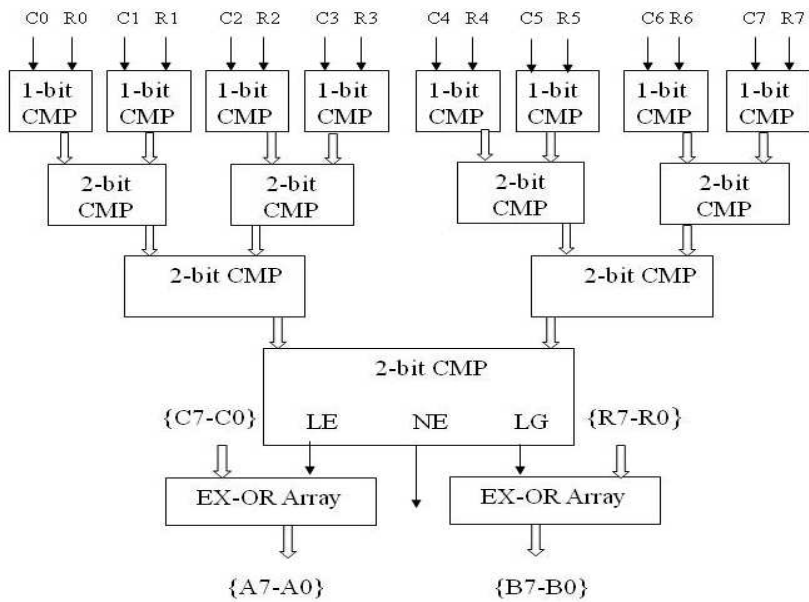 C0 R0 C1 R1 C2 R2 C3 R3 C4 R4 C5 R5 C6 R6 C7 R7
1-bit CMP
1-bit CMP
1-bit CMP
1-bit CMP
1-bit CMP
1-bit CMP
1-bit CMP
1-bit CMP
2-bit CMP
2-bit CMP
2-bit CMP
2-bit CMP
2-bit CMP
2-bit CMP
2-bit CMP
{C7-C0} LE NE LG {R7-R0}
EX-OR Array
EX-OR Array
{A7-A0} {B7-B0}